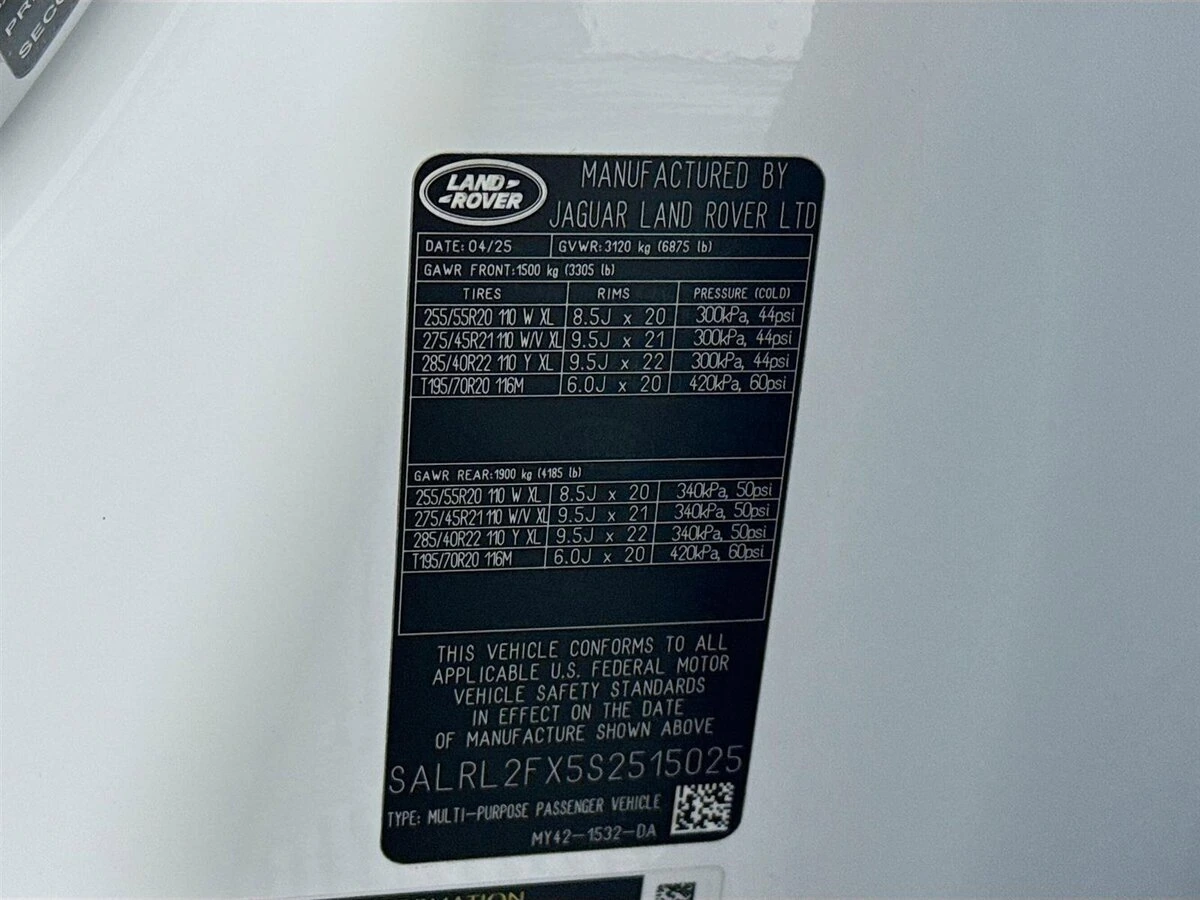 LAND
ROVER
MANUFACTURED BY
JAGUAR LAND ROVER LTD
DATE: 04/25 GVWR: 3120 kg (6875 lb)
GAWR FRONT: 1500 kg (3305 lb)
TIRES RIMS PRESSURE (COLD)
255/55R20 110 W XL 8.5J x 20 300kPa, 44psi
275/45R21 110 W/V XL 9.5J x 21 300kPa, 44psi
285/40R22 110 Y XL 9.5J x 22 300kPa, 44psi
T195/70R20 116M 6.0J x 20 420kPa, 60psi
GAWR REAR: 1900 kg (4185 lb)
255/55R20 110 W XL 8.5J x 20 340kPa, 50psi
275/45R21 110 W/V XL 9.5J x 21 340kPa, 50psi
285/40R22 110 Y XL 9.5J x 22 340kPa, 50psi
T195/70R20 116M 6.0J x 20 420kPa, 60psi
THIS VEHICLE CONFORMS TO ALL
APPLICABLE U.S. FEDERAL MOTOR
VEHICLE SAFETY STANDARDS
IN EFFECT ON THE DATE
OF MANUFACTURE SHOWN ABOVE
SALRL2FX5S2515025
TYPE: MULTI-PURPOSE PASSENGER VEHICLE
MY42-1532-DA